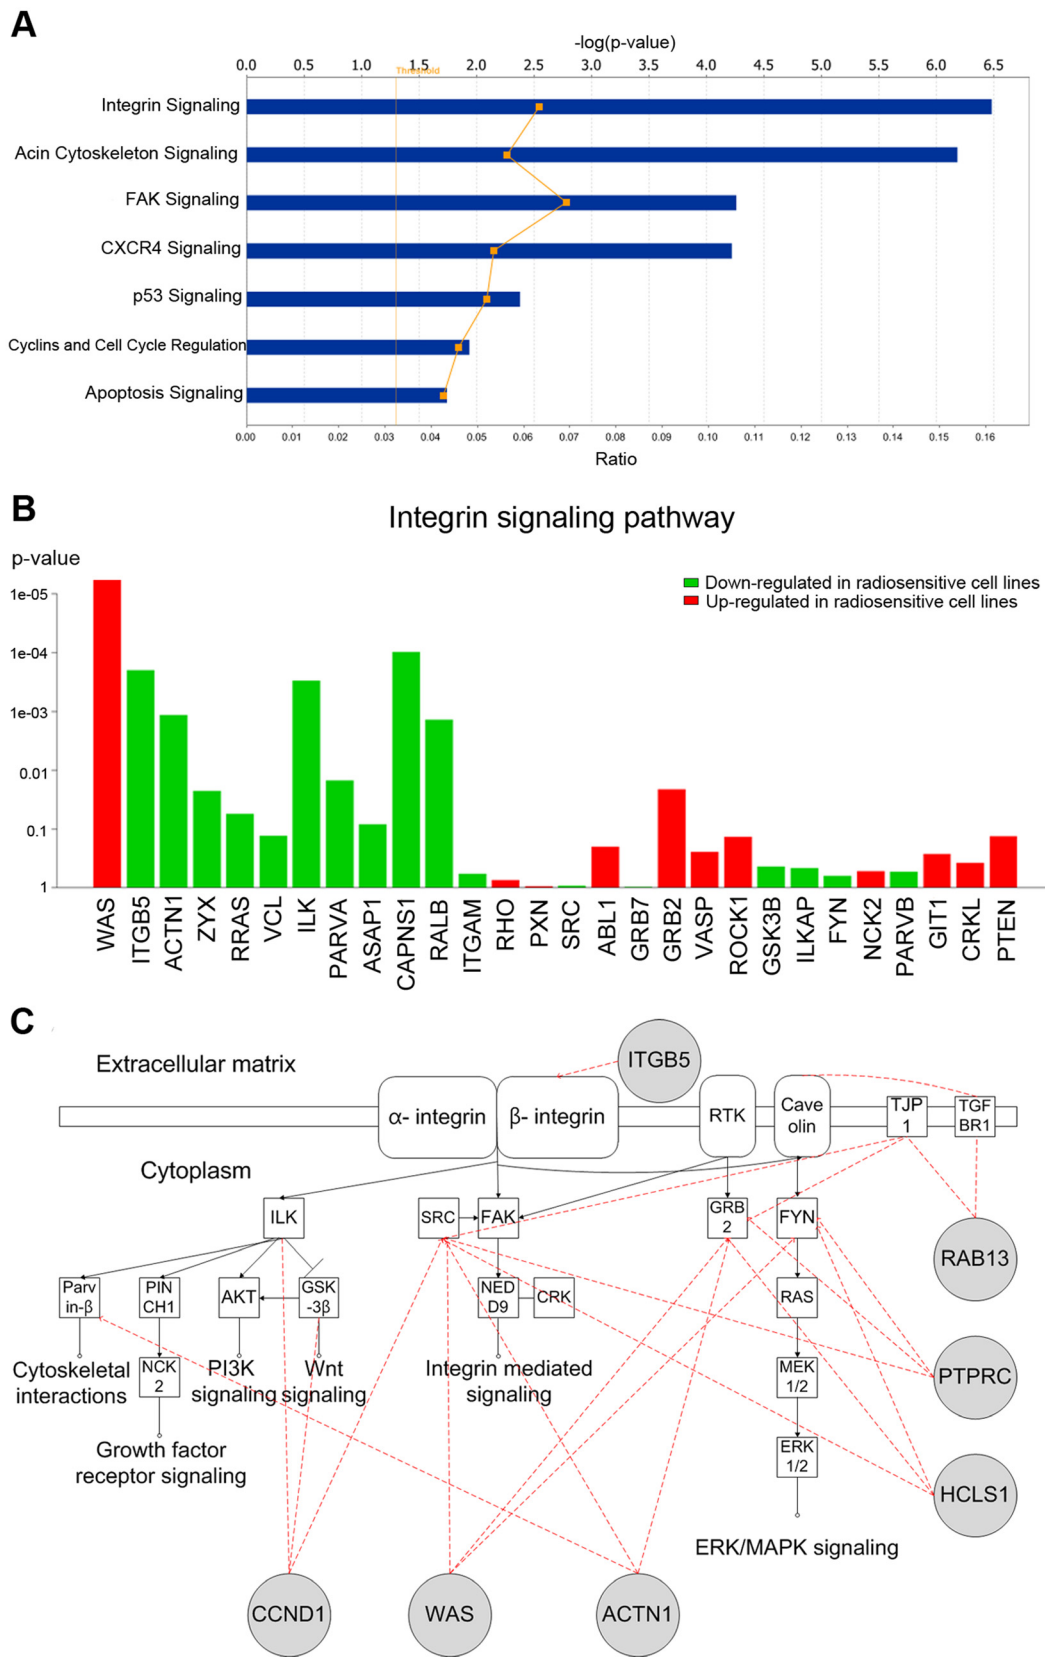 A
-log(p-value)
0.0 0.5 1.0 1.5 2.0 2.5 3.0 3.5 4.0 4.5 5.0 5.5 6.0 6.5
Threshold
Integrin Signaling
Acin Cytoskeleton Signaling
FAK Signaling
CXCR4 Signaling
p53 Signaling
Cyclins and Cell Cycle Regulation
Apoptosis Signaling
0.00 0.01 0.02 0.03 0.04 0.05 0.06 0.07 0.08 0.09 0.10 0.11 0.12 0.13 0.14 0.15 0.16
Ratio
B
Integrin signaling pathway
p-value
Down-regulated in radiosensitive cell lines
Up-regulated in radiosensitive cell lines
1e-05
1e-04
1e-03
0.01
0.1
1
WAS ITGB5 ACTN1 ZYX RRAS VCL ILK PARVA ASAP1 CAPNS1 RALB ITGAM RHO PXN SRC ABL1 GRB7 GRB2 VASP ROCK1 GSK3B ILKAP FYN NCK2 PARVB GIT1 CRKL PTEN
C
Extracellular matrix
ITGB5
α- integrin
β- integrin
RTK
Cave
olin
TJP
1
TGF
BR1
Cytoplasm
ILK
SRC
FAK
GRB
2
FYN
RAB13
Parv
in-β
PIN
CH1
AKT
GSK
-3β
NED
D9
CRK
RAS
Cytoskeletal
interactions
NCK
2
PI3K
signaling
Wnt
signaling
Integrin mediated
signaling
MEK
1/2
PTPRC
Growth factor
receptor signaling
ERK
1/2
HCLS1
ERK/MAPK signaling
CCND1
WAS
ACTN1